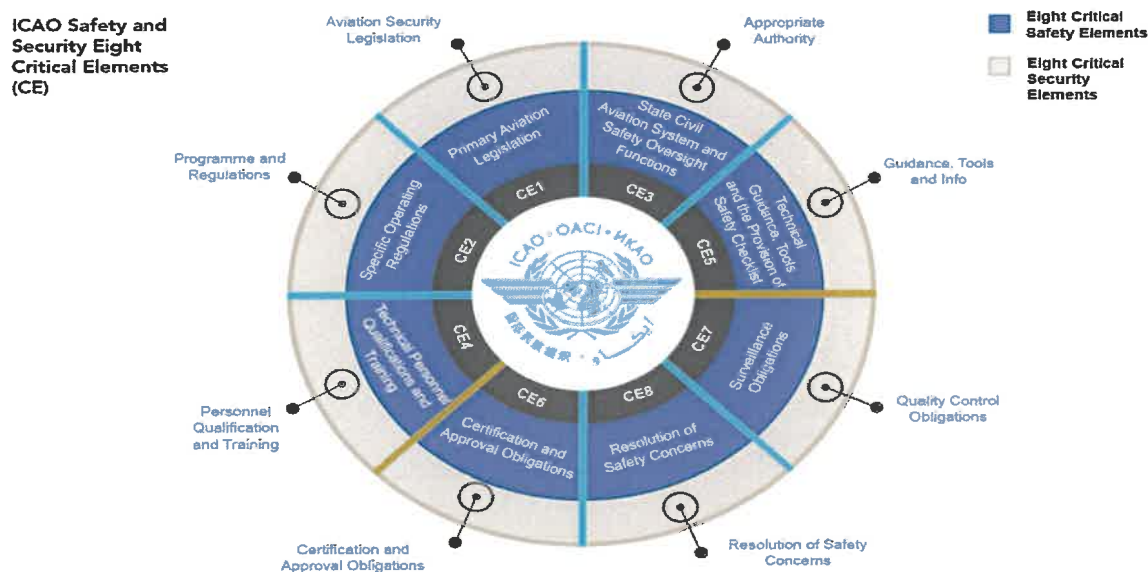 ICAO Safety and
Security Eight
Critical Elements
(CE)
Aviation Security
Legislation
Appropriate
Authority
Eight Critical
Safety Elements
Eight Critical
Security
Elements
Programme and
Regulations
Guidance, Tools
and Info
Primary Aviation
Legislation
State Civil
Aviation System and
Safety Oversight
Functions
Specific Operating
Regulations
Technical
Guidance, Tools
and the Provision of
Safety Checklist
CE1
CE3
CE2
CE5
ICAO • OACI • ИКАО
CE4
CE7
CE6
CE8
Technical Personnel
Qualifications and
Training
Surveillance
Obligations
Certification and
Approval Obligations
Resolution of
Safety Concerns
Personnel
Qualification
and Training
Quality Control
Obligations
Certification and
Approval Obligations
Resolution of Safety
Concerns